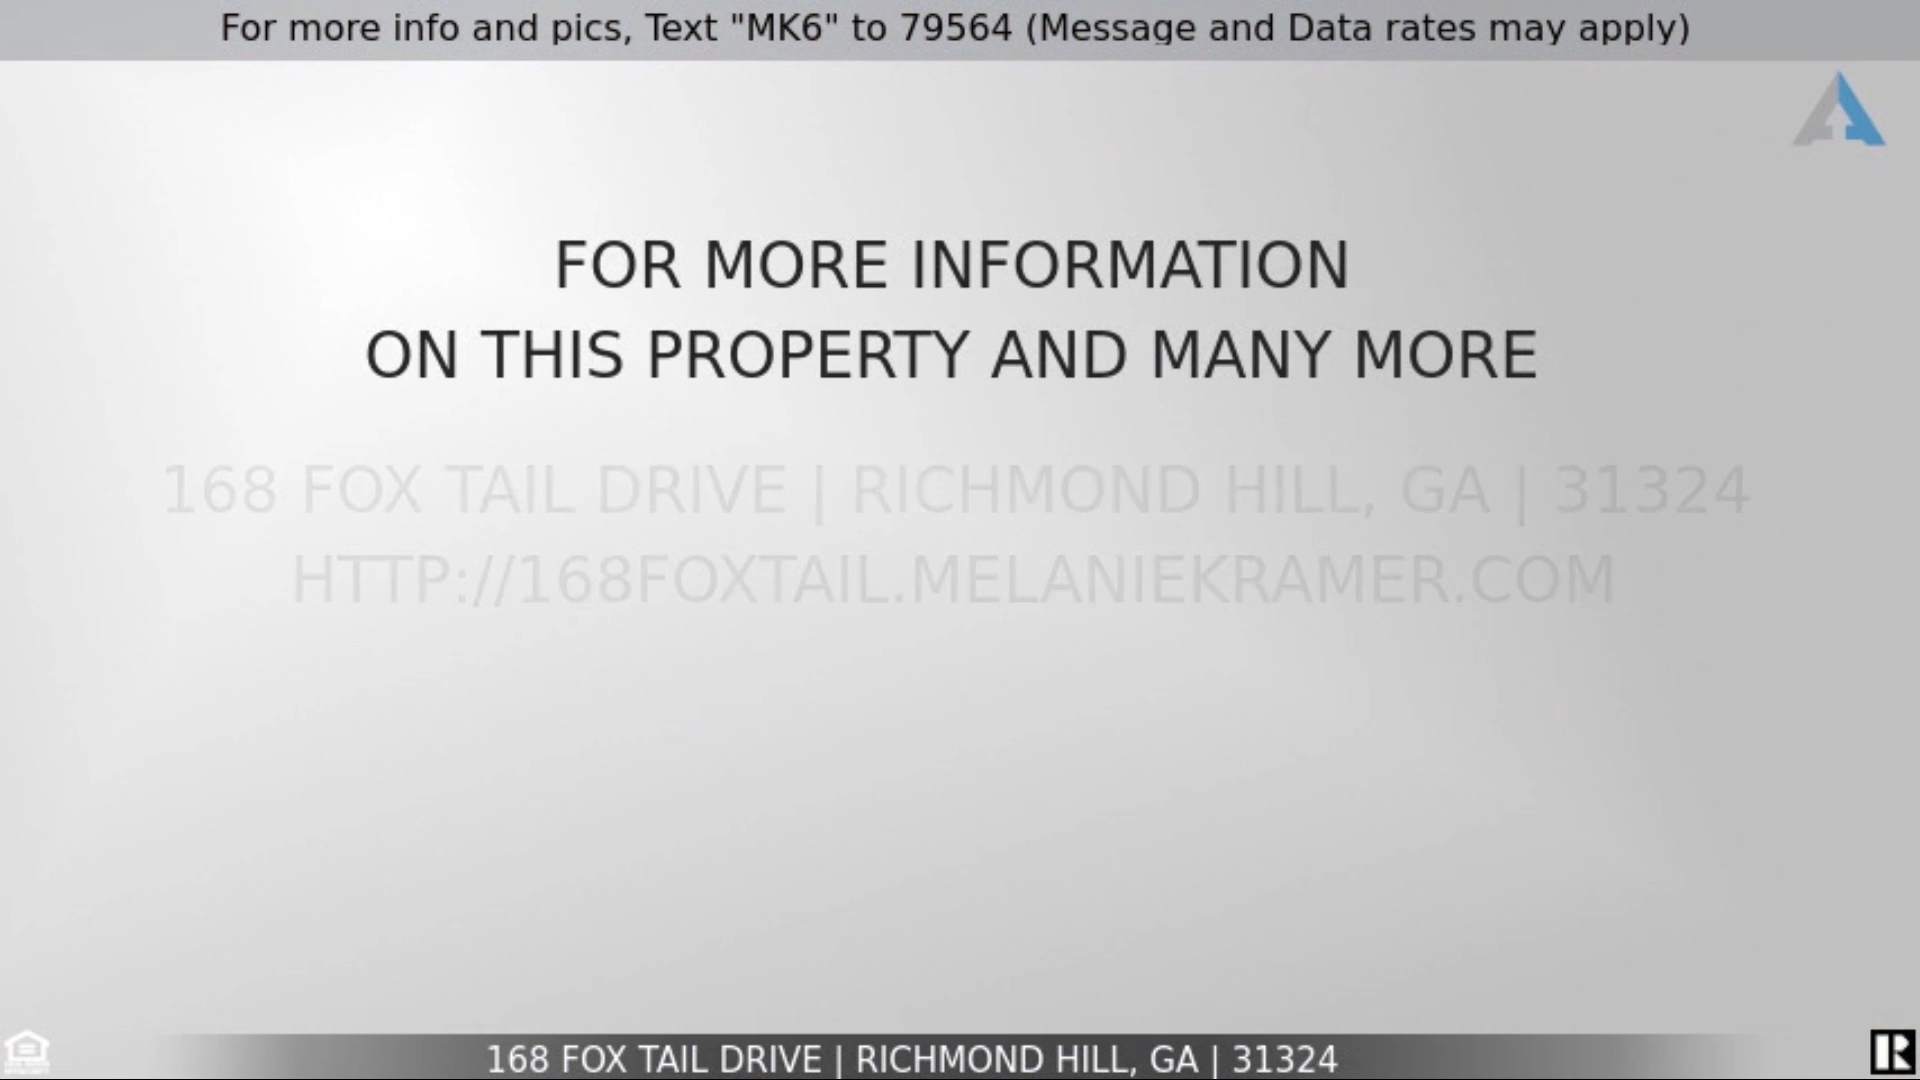 For more info and pics, Text "MK6" to 79564 (Message and Data rates may apply)
FOR MORE INFORMATION
ON THIS PROPERTY AND MANY MORE
168 FOX TAIL DRIVE | RICHMOND HILL, GA | 31324
HTTP://168FOXTAIL.MELANIEKRAMER.COM
168 FOX TAIL DRIVE | RICHMOND HILL, GA | 31324